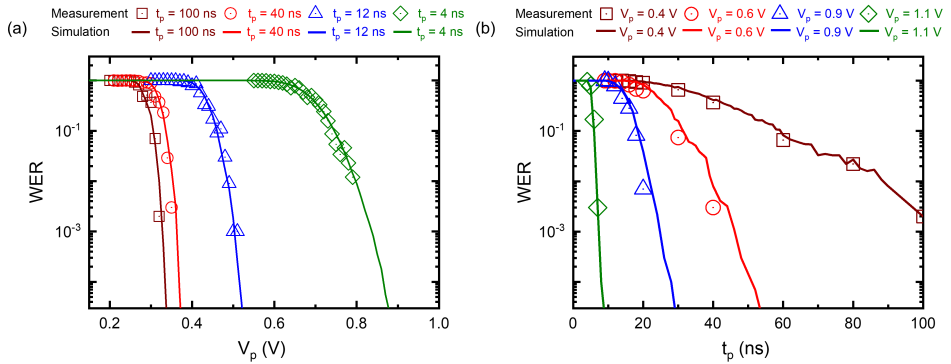 Measurement t_p = 100 ns t_p = 40 ns t_p = 12 ns t_p = 4 ns
(a) Simulation t_p = 100 ns t_p = 40 ns t_p = 12 ns t_p = 4 ns
10^-1
10^-3
WER
0.2 0.4 0.6 0.8 1.0
V_p (V)
Measurement V_p = 0.4 V V_p = 0.6 V V_p = 0.9 V V_p = 1.1 V
(b) Simulation V_p = 0.4 V V_p = 0.6 V V_p = 0.9 V V_p = 1.1 V
10^-1
10^-3
WER
0 20 40 60 80 100
t_p (ns)